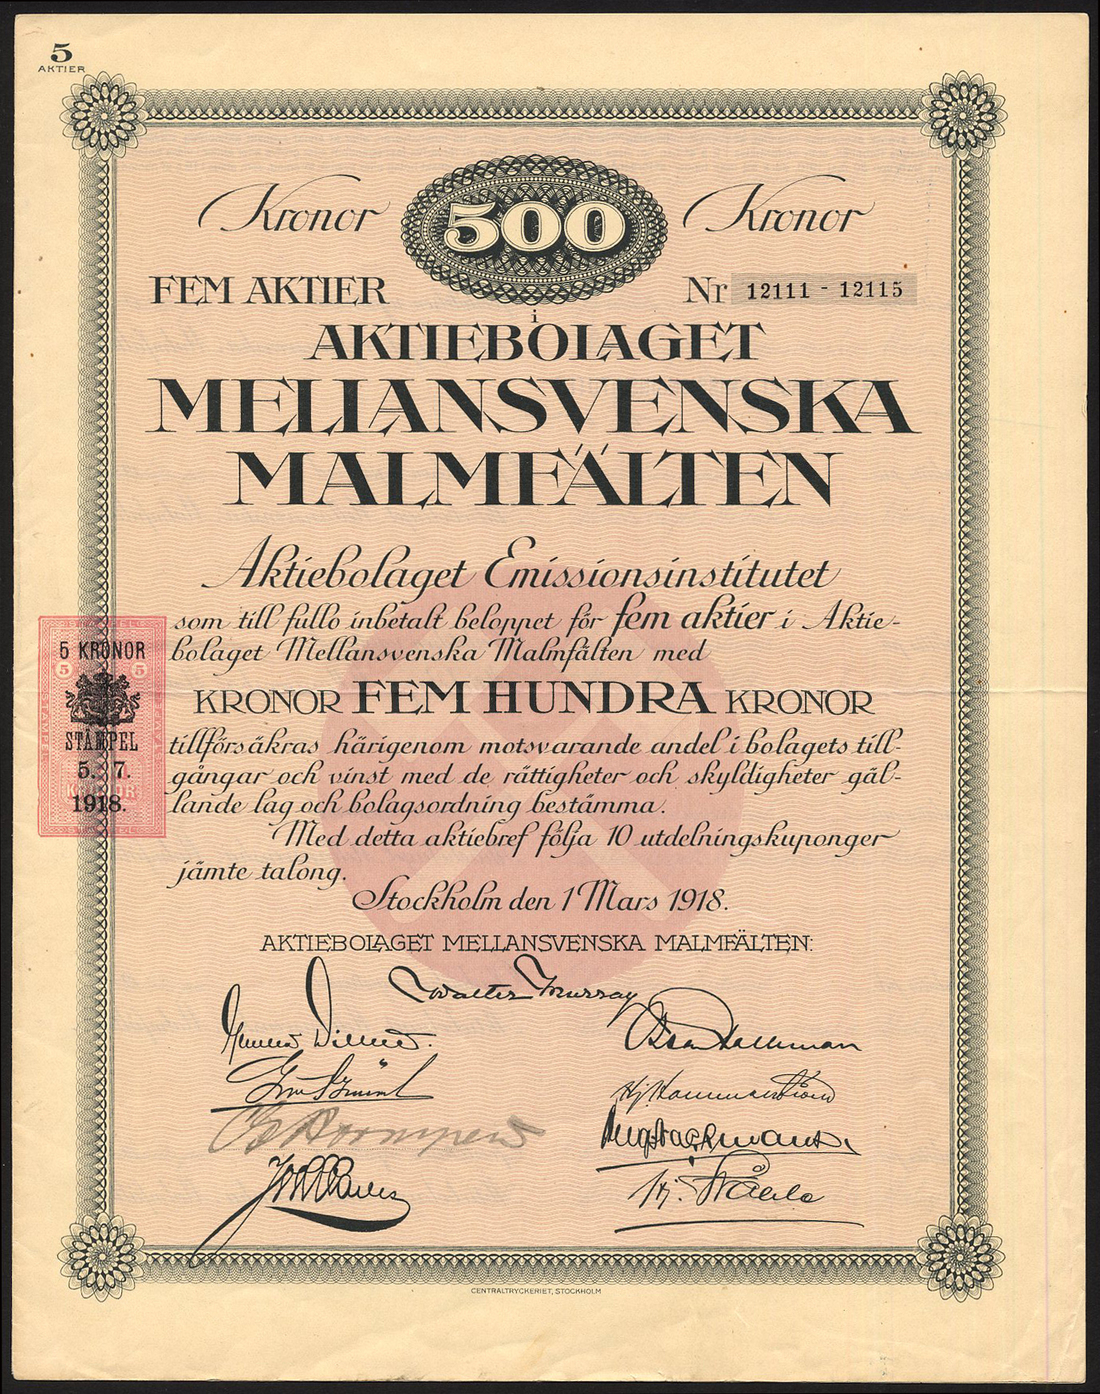 5
AKTIER
Kronor 500 Kronor
FEM AKTIER Nr 12111 - 12115
i
AKTIEBOLAGET
MELLANSVENSKA
MALMFÄLTEN
Aktiebolaget Emissionsinstitutet
som till fullo inbetalt beloppet för fem aktier i Aktie-
bolaget Mellansvenska Malmfälten med
KRONOR FEM HUNDRA KRONOR
tillförsäkras härigenom motsvarande andel i bolagets till-
gångar och vinst med de rättigheter och skyldigheter gäl-
lande lag och bolagsordning bestämma.
Med detta aktiebref följa 10 utdelningskuponger
jämte talong.
Stockholm den 1 Mars 1918.
AKTIEBOLAGET MELLANSVENSKA MALMFÄLTEN:
Walter Murray
5 KRONOR
5 5
STÄMPEL
5. 7.
KRONOR
1918.
CENTRALTRYCKERIET, STOCKHOLM